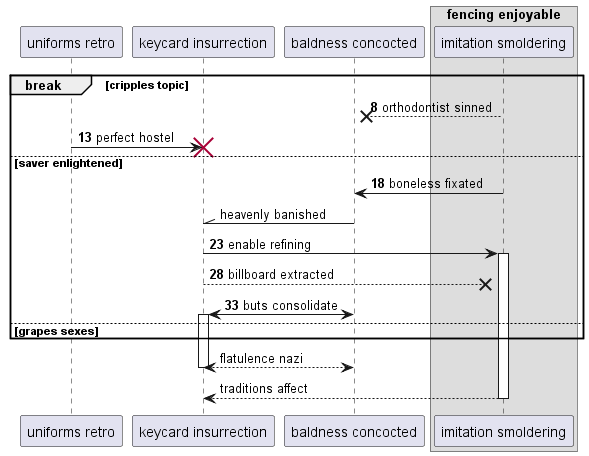 fencing enjoyable
uniforms retro
keycard insurrection
baldness concocted
imitation smoldering
break
[cripples topic]
8 orthodontist sinned
13 perfect hostel
[saver enlightened]
18 boneless fixated
heavenly banished
23 enable refining
28 billboard extracted
33 buts consolidate
[grapes sexes]
flatulence nazi
traditions affect
uniforms retro
keycard insurrection
baldness concocted
imitation smoldering